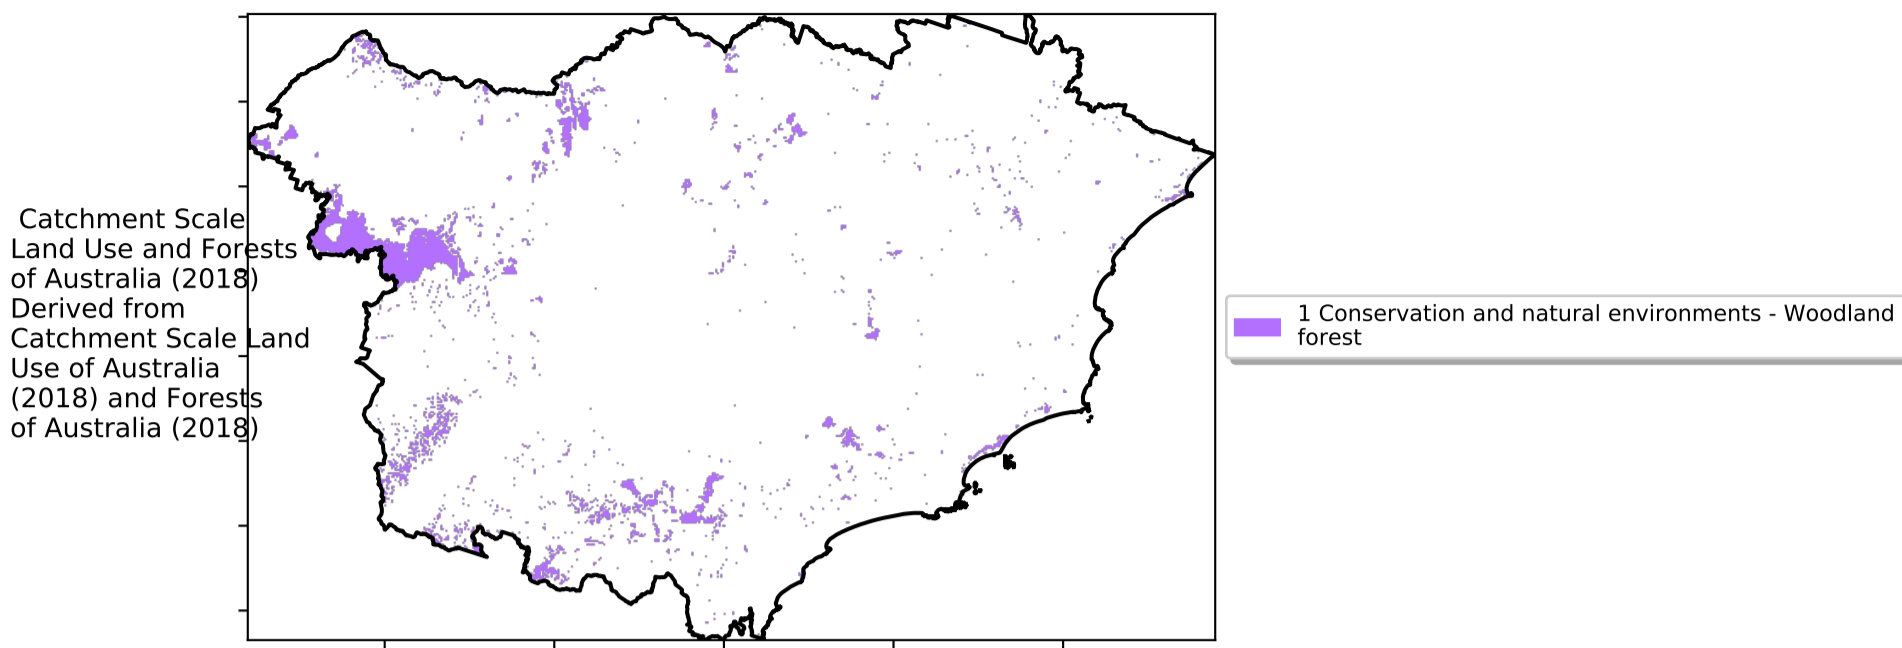 Catchment Scale
Land Use and Forests
of Australia (2018)
Derived from
Catchment Scale Land
Use of Australia
(2018) and Forests
of Australia (2018)
1 Conservation and natural environments - Woodland
forest